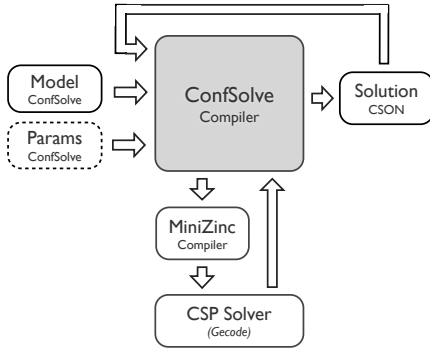 Model
ConfSolve
Params
ConfSolve
ConfSolve
Compiler
Solution
CSON
MiniZinc
Compiler
CSP Solver
(Gecode)